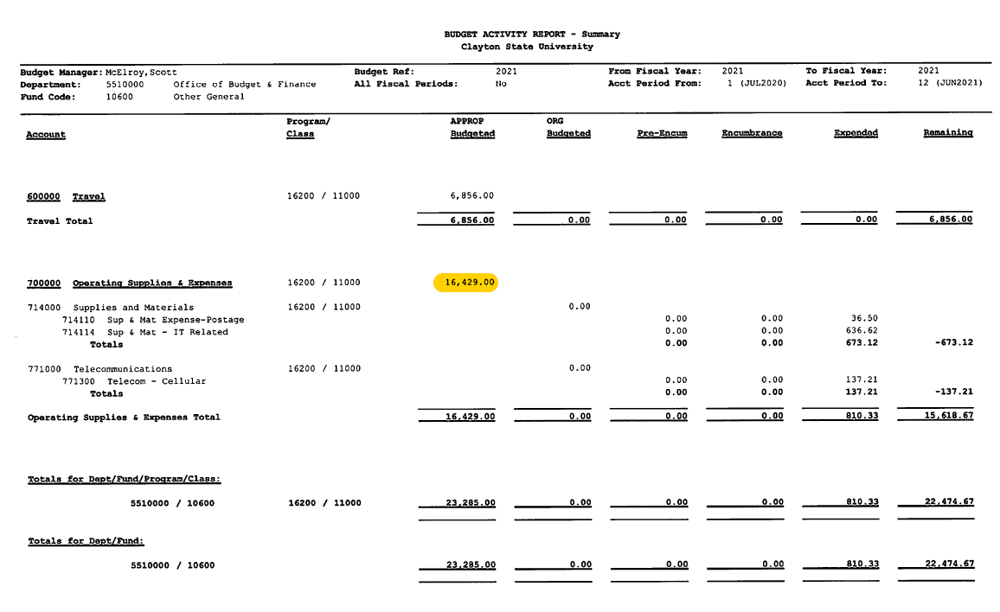 BUDGET ACTIVITY REPORT - Summary
Clayton State University
Budget Manager: McElroy,Scott Budget Ref: 2021 From Fiscal Year: 2021 To Fiscal Year: 2021
Department: 5510000 Office of Budget & Finance All Fiscal Periods: No Acct Period From: 1 (JUL2020) Acct Period To: 12 (JUN2021)
Fund Code: 10600 Other General
Program/ APPROP ORG
Account Class Budgeted Budgeted Pre-Encum Encumbrance Expended Remaining
600000 Travel 16200 / 11000 6,856.00
Travel Total 6,856.00 0.00 0.00 0.00 0.00 6,856.00
700000 Operating Supplies & Expenses 16200 / 11000 16,429.00
714000 Supplies and Materials 16200 / 11000 0.00
714110 Sup & Mat Expense-Postage 0.00 0.00 36.50
714114 Sup & Mat - IT Related 0.00 0.00 636.62
Totals 0.00 0.00 673.12 -673.12
771000 Telecommunications 16200 / 11000 0.00
771300 Telecom - Cellular 0.00 0.00 137.21
Totals 0.00 0.00 137.21 -137.21
Operating Supplies & Expenses Total 16,429.00 0.00 0.00 0.00 810.33 15,618.67
Totals for Dept/Fund/Program/Class:
5510000 / 10600 16200 / 11000 23,285.00 0.00 0.00 0.00 810.33 22,474.67
Totals for Dept/Fund:
5510000 / 10600 23,285.00 0.00 0.00 0.00 810.33 22,474.67